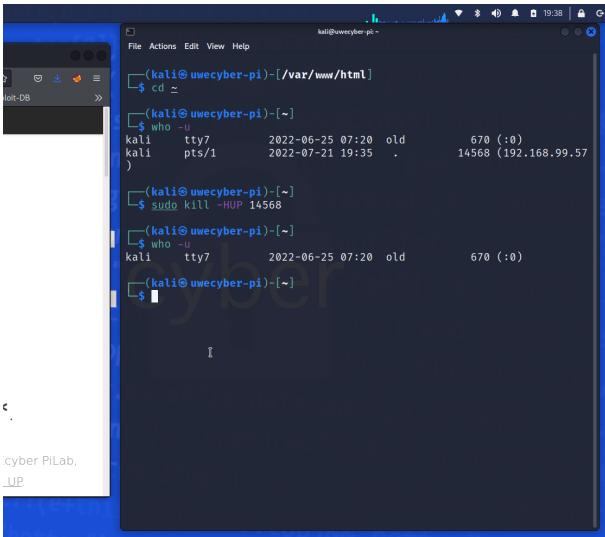 19:38
kali@uwecyber-pi: ~
File Actions Edit View Help
┌──(kali㉿uwecyber-pi)-[/var/www/html]
└─$ cd ~
┌──(kali㉿uwecyber-pi)-[~]
└─$ who -u
kali tty7 2022-06-25 07:20 old 670 (:0)
kali pts/1 2022-07-21 19:35 . 14568 (192.168.99.57
)
┌──(kali㉿uwecyber-pi)-[~]
└─$ sudo kill -HUP 14568
┌──(kali㉿uwecyber-pi)-[~]
└─$ who -u
kali tty7 2022-06-25 07:20 old 670 (:0)
┌──(kali㉿uwecyber-pi)-[~]
└─$
cyber
loit-DB
cyber PiLab,
UP.